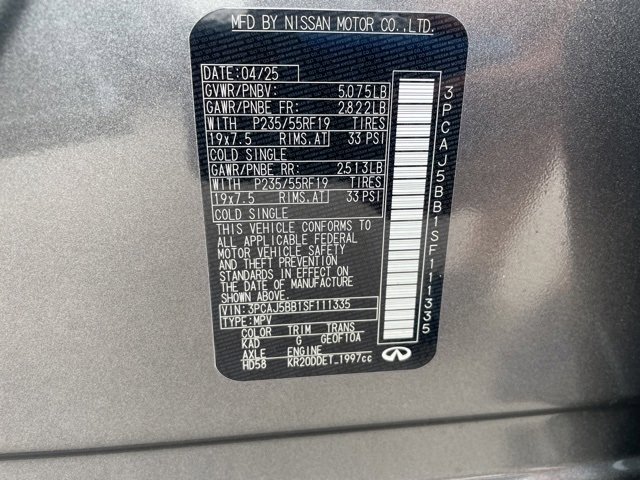 MFD BY NISSAN MOTOR CO.,LTD.
DATE: 04/25
GVWR/PNBV: 5,075LB
GAWR/PNBE FR: 2,822LB
WITH P235/55RF19 TIRES
19x7.5 RIMS.AT 33 PSI
COLD SINGLE
GAWR/PNBE RR: 2,513LB
WITH P235/55RF19 TIRES
19x7.5 RIMS.AT 33 PSI
COLD SINGLE
THIS VEHICLE CONFORMS TO
ALL APPLICABLE FEDERAL
MOTOR VEHICLE SAFETY
AND THEFT PREVENTION
STANDARDS IN EFFECT ON
THE DATE OF MANUFACTURE
SHOWN ABOVE.
VIN: 3PCAJ5BB1SF111335
TYPE: MPV
COLOR TRIM TRANS
KAD G GE0F10A
AXLE ENGINE
HD58 KR20DDET_1997cc
3PCAJ5BB1SF111335